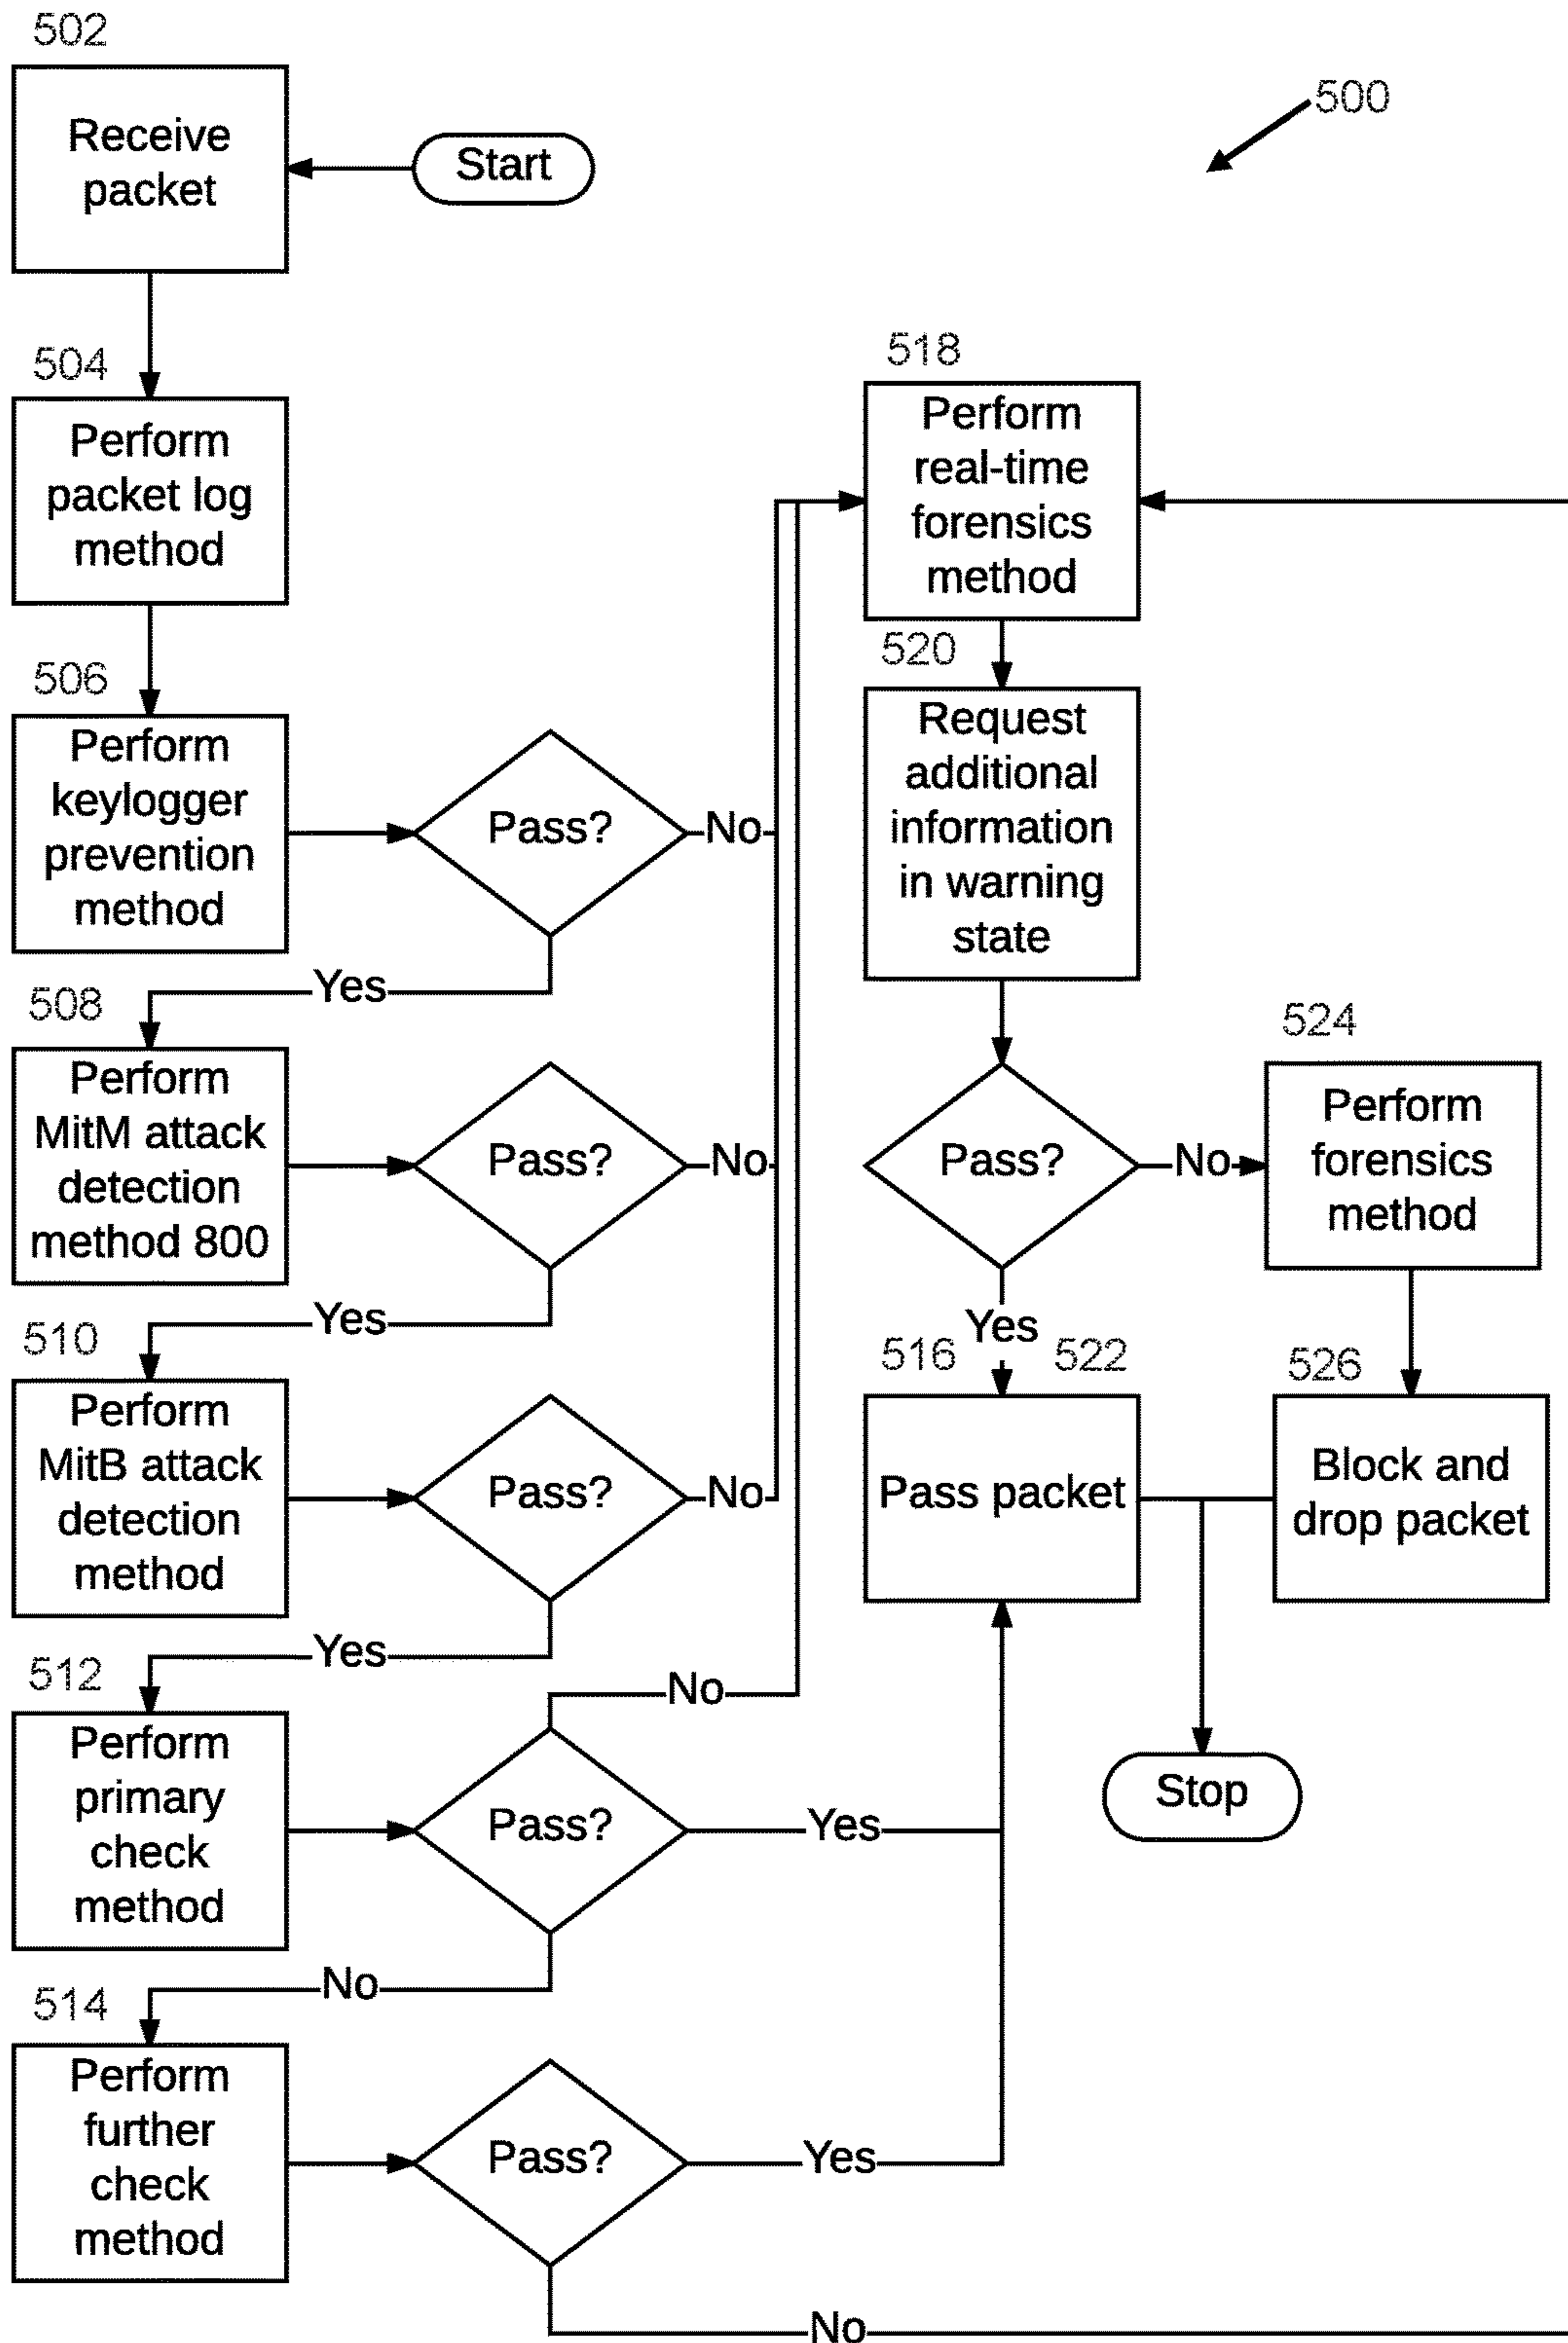 502
Receive
packet
Start
500
504
Perform
packet log
method
506
Perform
keylogger
prevention
method
Pass?
No
Yes
508
Perform
MitM attack
detection
method 800
Pass?
No
Yes
510
Perform
MitB attack
detection
method
Pass?
No
Yes
512
Perform
primary
check
method
No
Pass?
Yes
No
514
Perform
further
check
method
Pass?
Yes
No
518
Perform
real-time
forensics
method
520
Request
additional
information
in warning
state
Pass?
No
Yes
524
Perform
forensics
method
516
522
Pass packet
526
Block and
drop packet
Stop